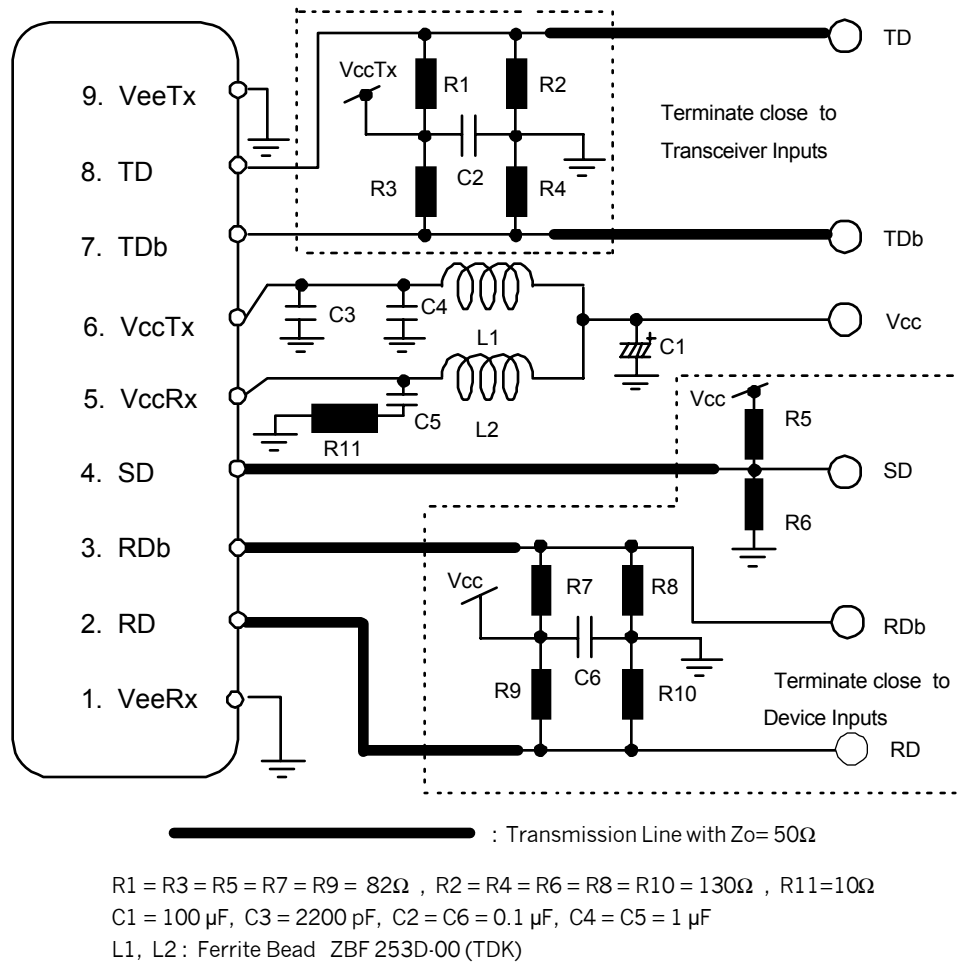 TD
VccTx
R1
R2
9. VeeTx
Terminate close to
Transceiver Inputs
8. TD
R3
C2
R4
7. TDb
TDb
6. VccTx
C3
C4
L1
Vcc
C1
5. VccRx
C5
L2
R11
Vcc
R5
4. SD
SD
R6
3. RDb
Vcc
R7
R8
RDb
2. RD
R9
C6
R10
Terminate close to
Device Inputs
1. VeeRx
RD
: Transmission Line with Zo= 50Ω
R1 = R3 = R5 = R7 = R9 = 82Ω , R2 = R4 = R6 = R8 = R10 = 130Ω , R11=10Ω
C1 = 100 µF, C3 = 2200 pF, C2 = C6 = 0.1 µF, C4 = C5 = 1 µF
L1, L2 : Ferrite Bead ZBF 253D-00 (TDK)